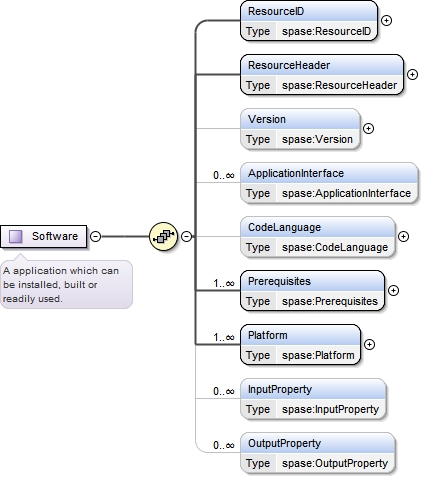 ResourceID
Type spase:ResourceID
ResourceHeader
Type spase:ResourceHeader
Version
Type spase:Version
0..∞ ApplicationInterface
Type spase:ApplicationInterface
Software
A application which can
be installed, built or
readily used.
CodeLanguage
Type spase:CodeLanguage
1..∞ Prerequisites
Type spase:Prerequisites
1..∞ Platform
Type spase:Platform
0..∞ InputProperty
Type spase:InputProperty
0..∞ OutputProperty
Type spase:OutputProperty